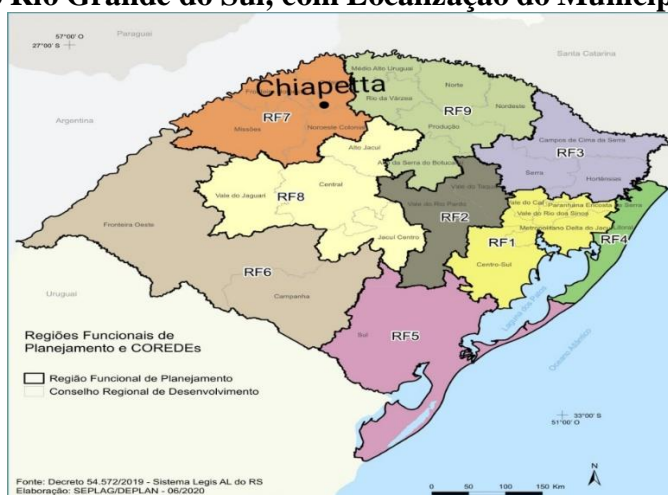 Rio Grande do Sul, com Localização do Municíp
57°00' O
27°00' S
Paraguai
Santa Catarina
Argentina
Uruguai
Médio Alto Uruguai
Norte
Chiapetta
Rio da Várzea
Nordeste
RF7
RF9
Missões
Noroeste Colonial
Produção
Alto Jacuí
Alto da Serra do Botucaraí
Campos de Cima da Serra
RF3
Serra
Hortênsias
Vale do Jaguari
Central
RF8
Vale do Taquari
Vale do Rio Pardo
RF2
Vale do Caí
Paranhana Encosta da Serra
Vale do Rio dos Sinos
Metropolitano Delta do Jacuí
Litoral
RF1
RF4
Fronteira Oeste
Jacuí Centro
Centro-Sul
RF6
Campanha
Laguna dos Patos
Sul
RF5
Oceano Atlântico
Regiões Funcionais de
Planejamento e COREDEs
Região Funcional de Planejamento
Conselho Regional de Desenvolvimento
33°00' S
51°00' O
Fonte: Decreto 54.572/2019 - Sistema Legis AL do RS
Elaboração: SEPLAG/DEPLAN - 06/2020
0 50 100 150 Km
N